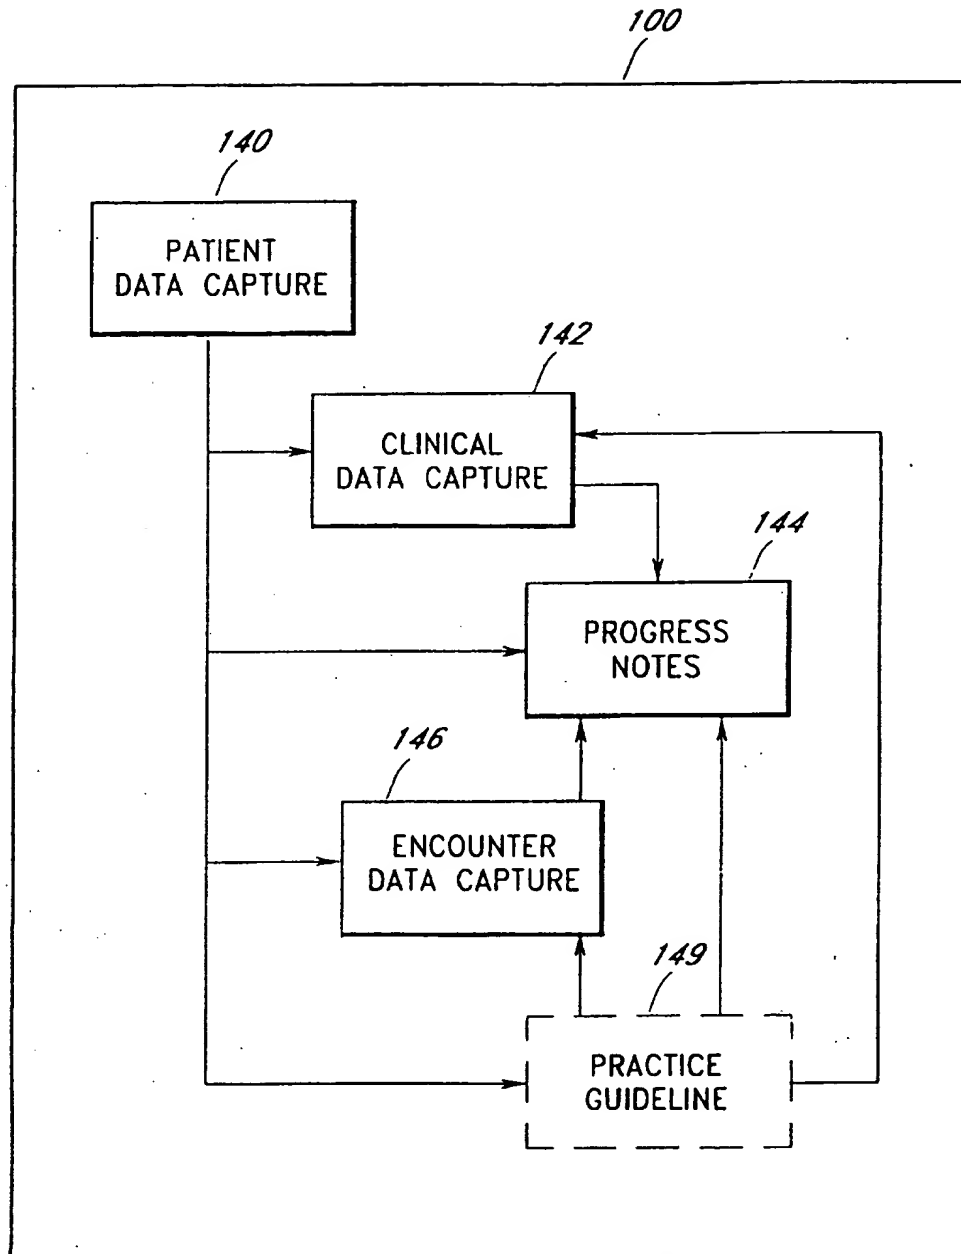 100
140
PATIENT
DATA CAPTURE
142
CLINICAL
DATA CAPTURE
144
PROGRESS
NOTES
146
ENCOUNTER
DATA CAPTURE
149
PRACTICE
GUIDELINE